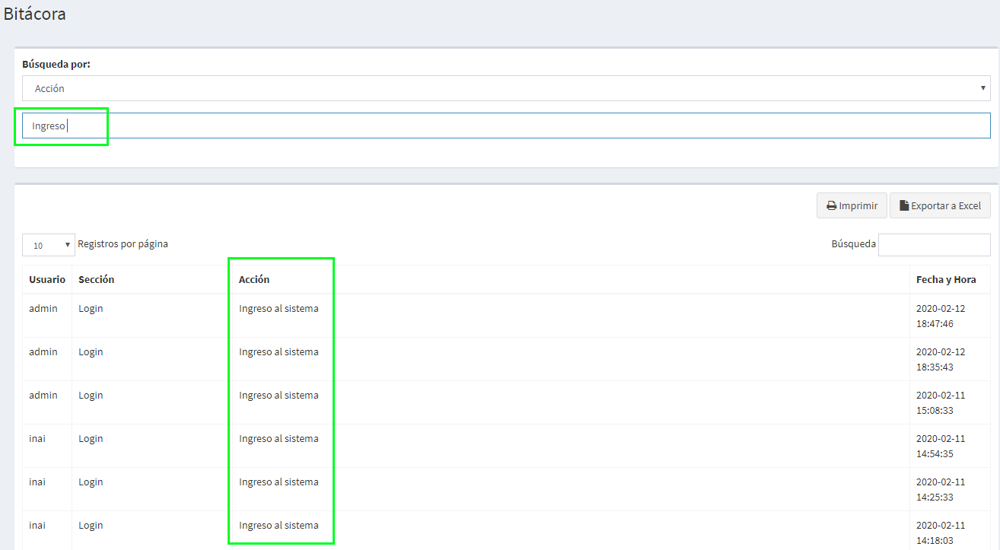 Bitácora
Búsqueda por:
Acción
Ingreso
Imprimir Exportar a Excel
10 Registros por página Búsqueda
Usuario Sección Acción Fecha y Hora
admin Login Ingreso al sistema 2020-02-12
18:47:46
admin Login Ingreso al sistema 2020-02-12
18:35:43
admin Login Ingreso al sistema 2020-02-11
15:08:33
inai Login Ingreso al sistema 2020-02-11
14:54:35
inai Login Ingreso al sistema 2020-02-11
14:25:33
inai Login Ingreso al sistema 2020-02-11
14:18:03